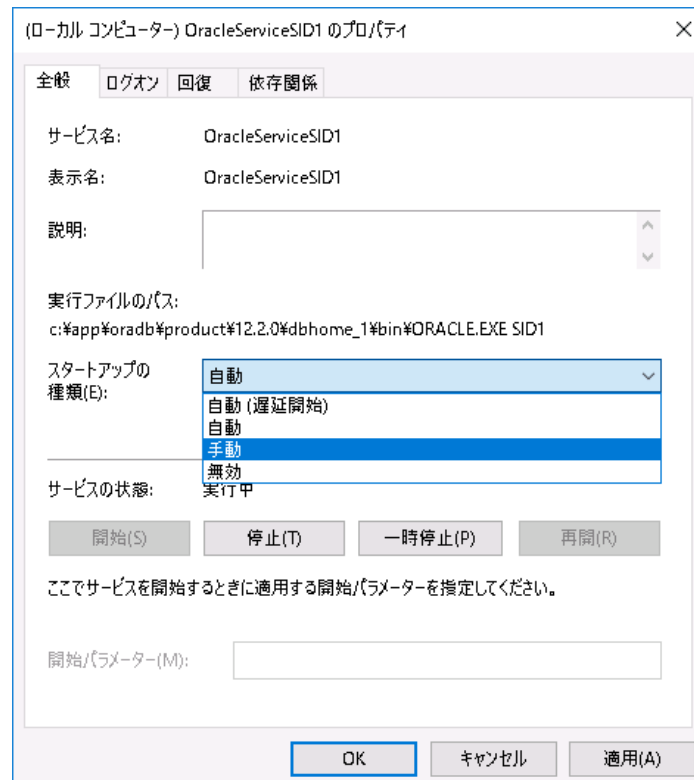 (ローカル コンピューター) OracleServiceSID1 のプロパティ
全般 ログオン 回復 依存関係
サービス名: OracleServiceSID1
表示名: OracleServiceSID1
説明:
実行ファイルのパス:
c:¥app¥oradb¥product¥12.2.0¥dbhome_1¥bin¥ORACLE.EXE SID1
スタートアップの
種類(E):
自動
自動 (遅延開始)
自動
手動
無効
サービスの状態: 実行中
開始(S) 停止(T) 一時停止(P) 再開(R)
ここでサービスを開始するときに適用する開始パラメーターを指定してください。
開始パラメーター(M):
OK キャンセル 適用(A)